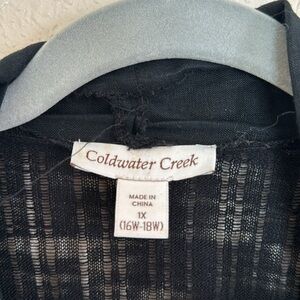 Coldwater Creek
MADE IN
CHINA
1X
(16W-18W)